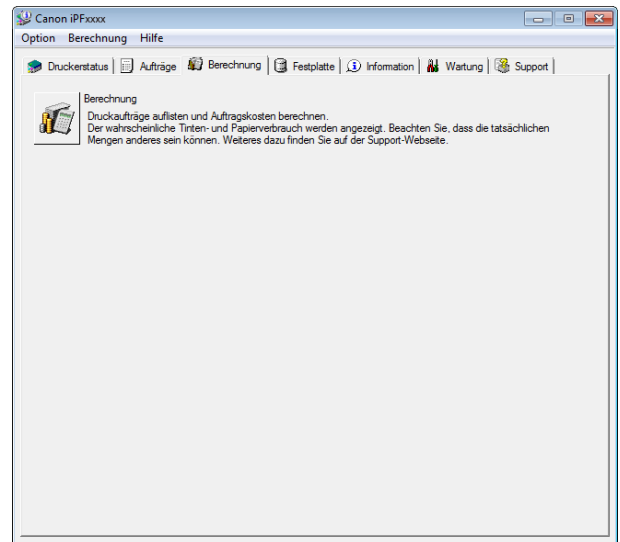 Canon iPFxxxx
Option Berechnung Hilfe
Druckerstatus Aufträge Berechnung Festplatte Information Wartung Support
Berechnung
Druckaufträge auflisten und Auftragskosten berechnen.
Der wahrscheinliche Tinten- und Papierverbrauch werden angezeigt. Beachten Sie, dass die tatsächlichen
Mengen anderes sein können. Weiteres dazu finden Sie auf der Support-Webseite.